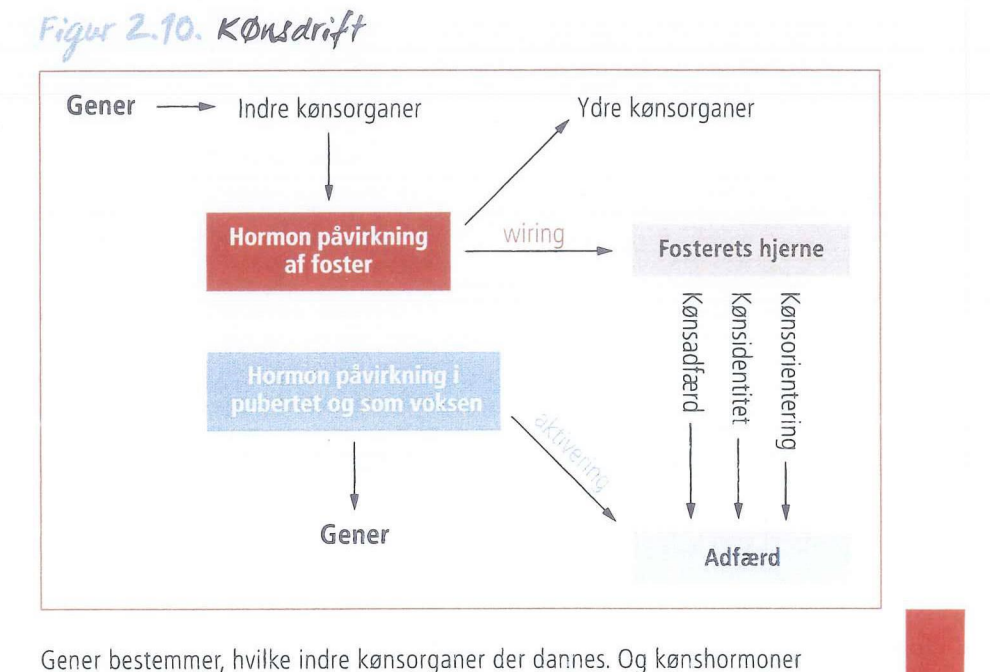 Figur 2.10. Kønsdrift
Gener
Indre kønsorganer
Ydre kønsorganer
Hormon påvirkning
af foster
wiring
Fosterets hjerne
Kønsadfærd
Kønsidentitet
Kønsorientering
Hormon påvirkning i
pubertet og som voksen
aktivering
Gener
Adfærd
Gener bestemmer, hvilke indre kønsorganer der dannes. Og kønshormoner